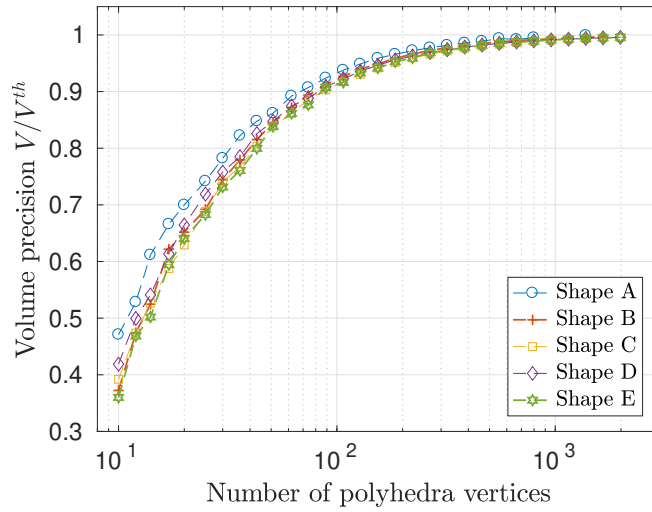 1
0.9
0.8
0.7
0.6
0.5
0.4
0.3
Volume precision V/V^{th}
Shape A
Shape B
Shape C
Shape D
Shape E
10^1 10^2 10^3
Number of polyhedra vertices